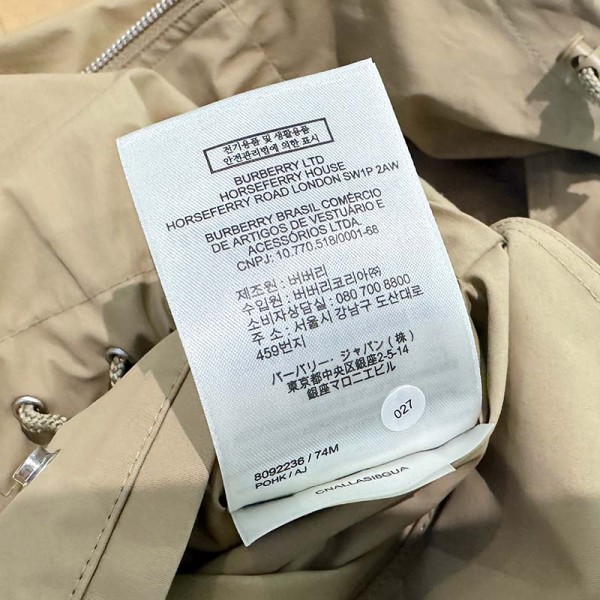 전기용품 및 생활용품
안전관리법에 의한 표시
BURBERRY LTD
HORSEFERRY HOUSE
HORSEFERRY ROAD LONDON SW1P 2AW
BURBERRY BRASIL COMÉRCIO
DE ARTIGOS DE VESTUÁRIO E
ACESSÓRIOS LTDA.
CNPJ: 10.770.518/0001-68
제조원 : 버버리
수입원 : 버버리코리아㈜
소비자상담실 : 080 700 8800
주 소 : 서울시 강남구 도산대로
459번지
バーバリー・ジャパン(株)
東京都中央区銀座2-5-14
銀座マロニエビル
027
8092236 / 74M
POHK / AJ
CNALLASI8GUA